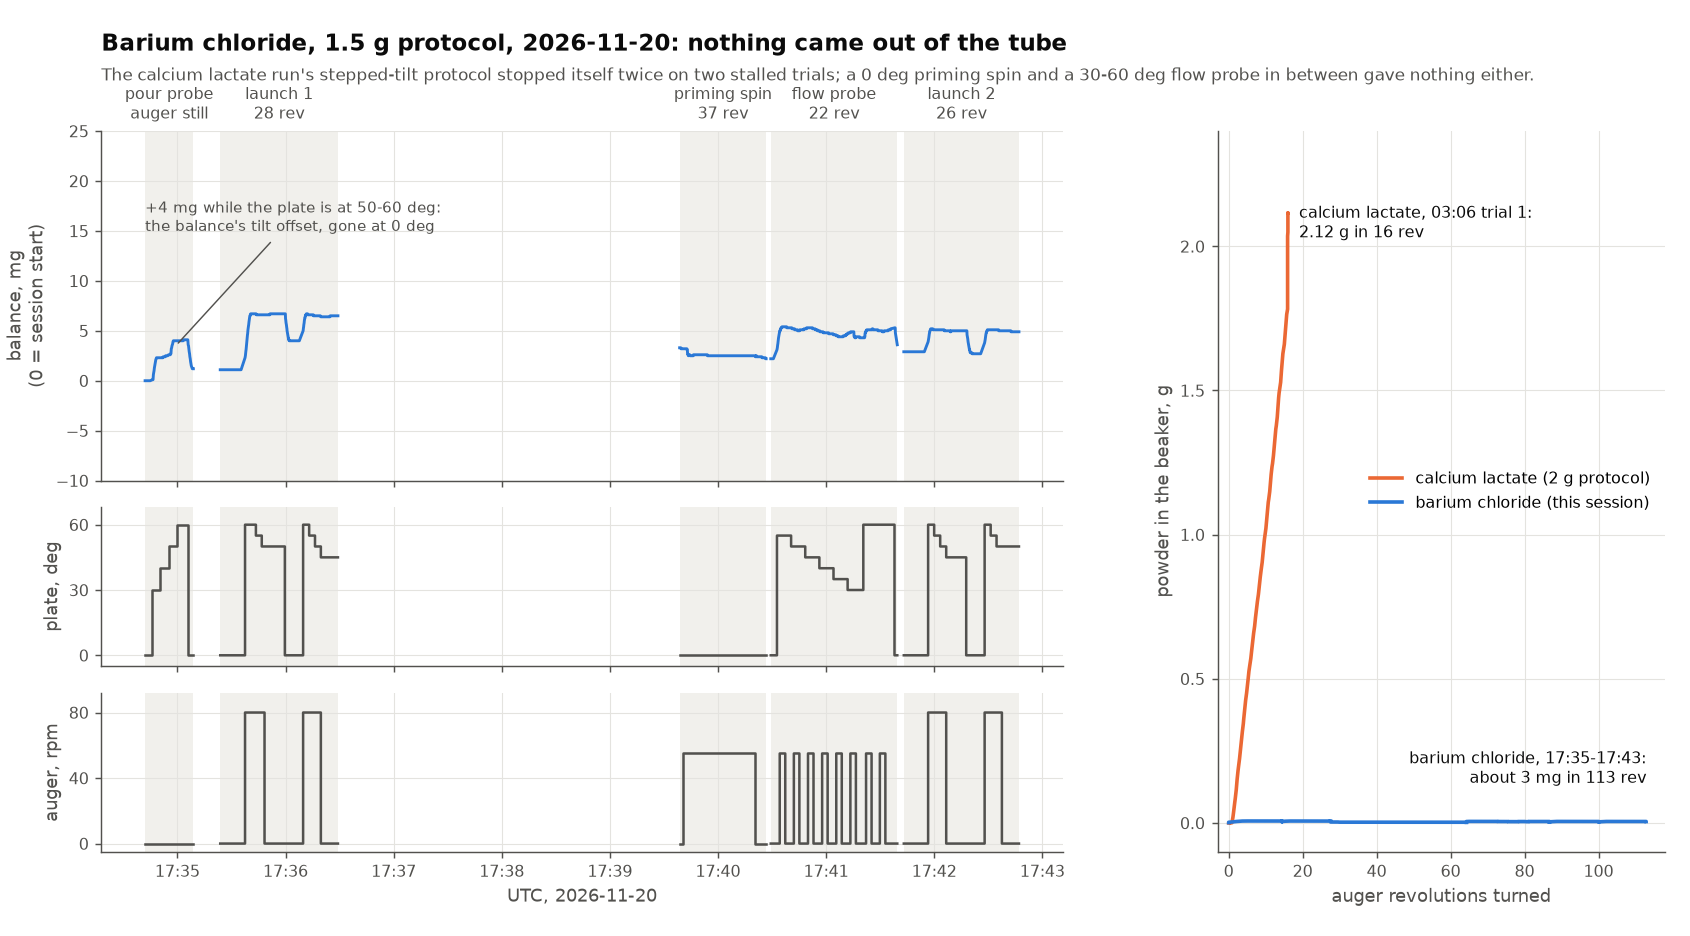 Barium chloride, 1.5 g protocol, 2026-11-20: nothing came out of the tube
The calcium lactate run's stepped-tilt protocol stopped itself twice on two stalled trials; a 0 deg priming spin and a 30-60 deg flow probe in between gave nothing either.
pour probe
auger still
launch 1
28 rev
priming spin
37 rev
flow probe
22 rev
launch 2
26 rev
balance, mg
(0 = session start)
25
20
15
10
5
0
−5
−10
+4 mg while the plate is at 50-60 deg:
the balance's tilt offset, gone at 0 deg
plate, deg
60
30
0
auger, rpm
80
40
0
17:35
17:36
17:37
17:38
17:39
17:40
17:41
17:42
17:43
UTC, 2026-11-20
powder in the beaker, g
2.0
1.5
1.0
0.5
0.0
calcium lactate, 03:06 trial 1:
2.12 g in 16 rev
calcium lactate (2 g protocol)
barium chloride (this session)
barium chloride, 17:35-17:43:
about 3 mg in 113 rev
0
20
40
60
80
100
auger revolutions turned